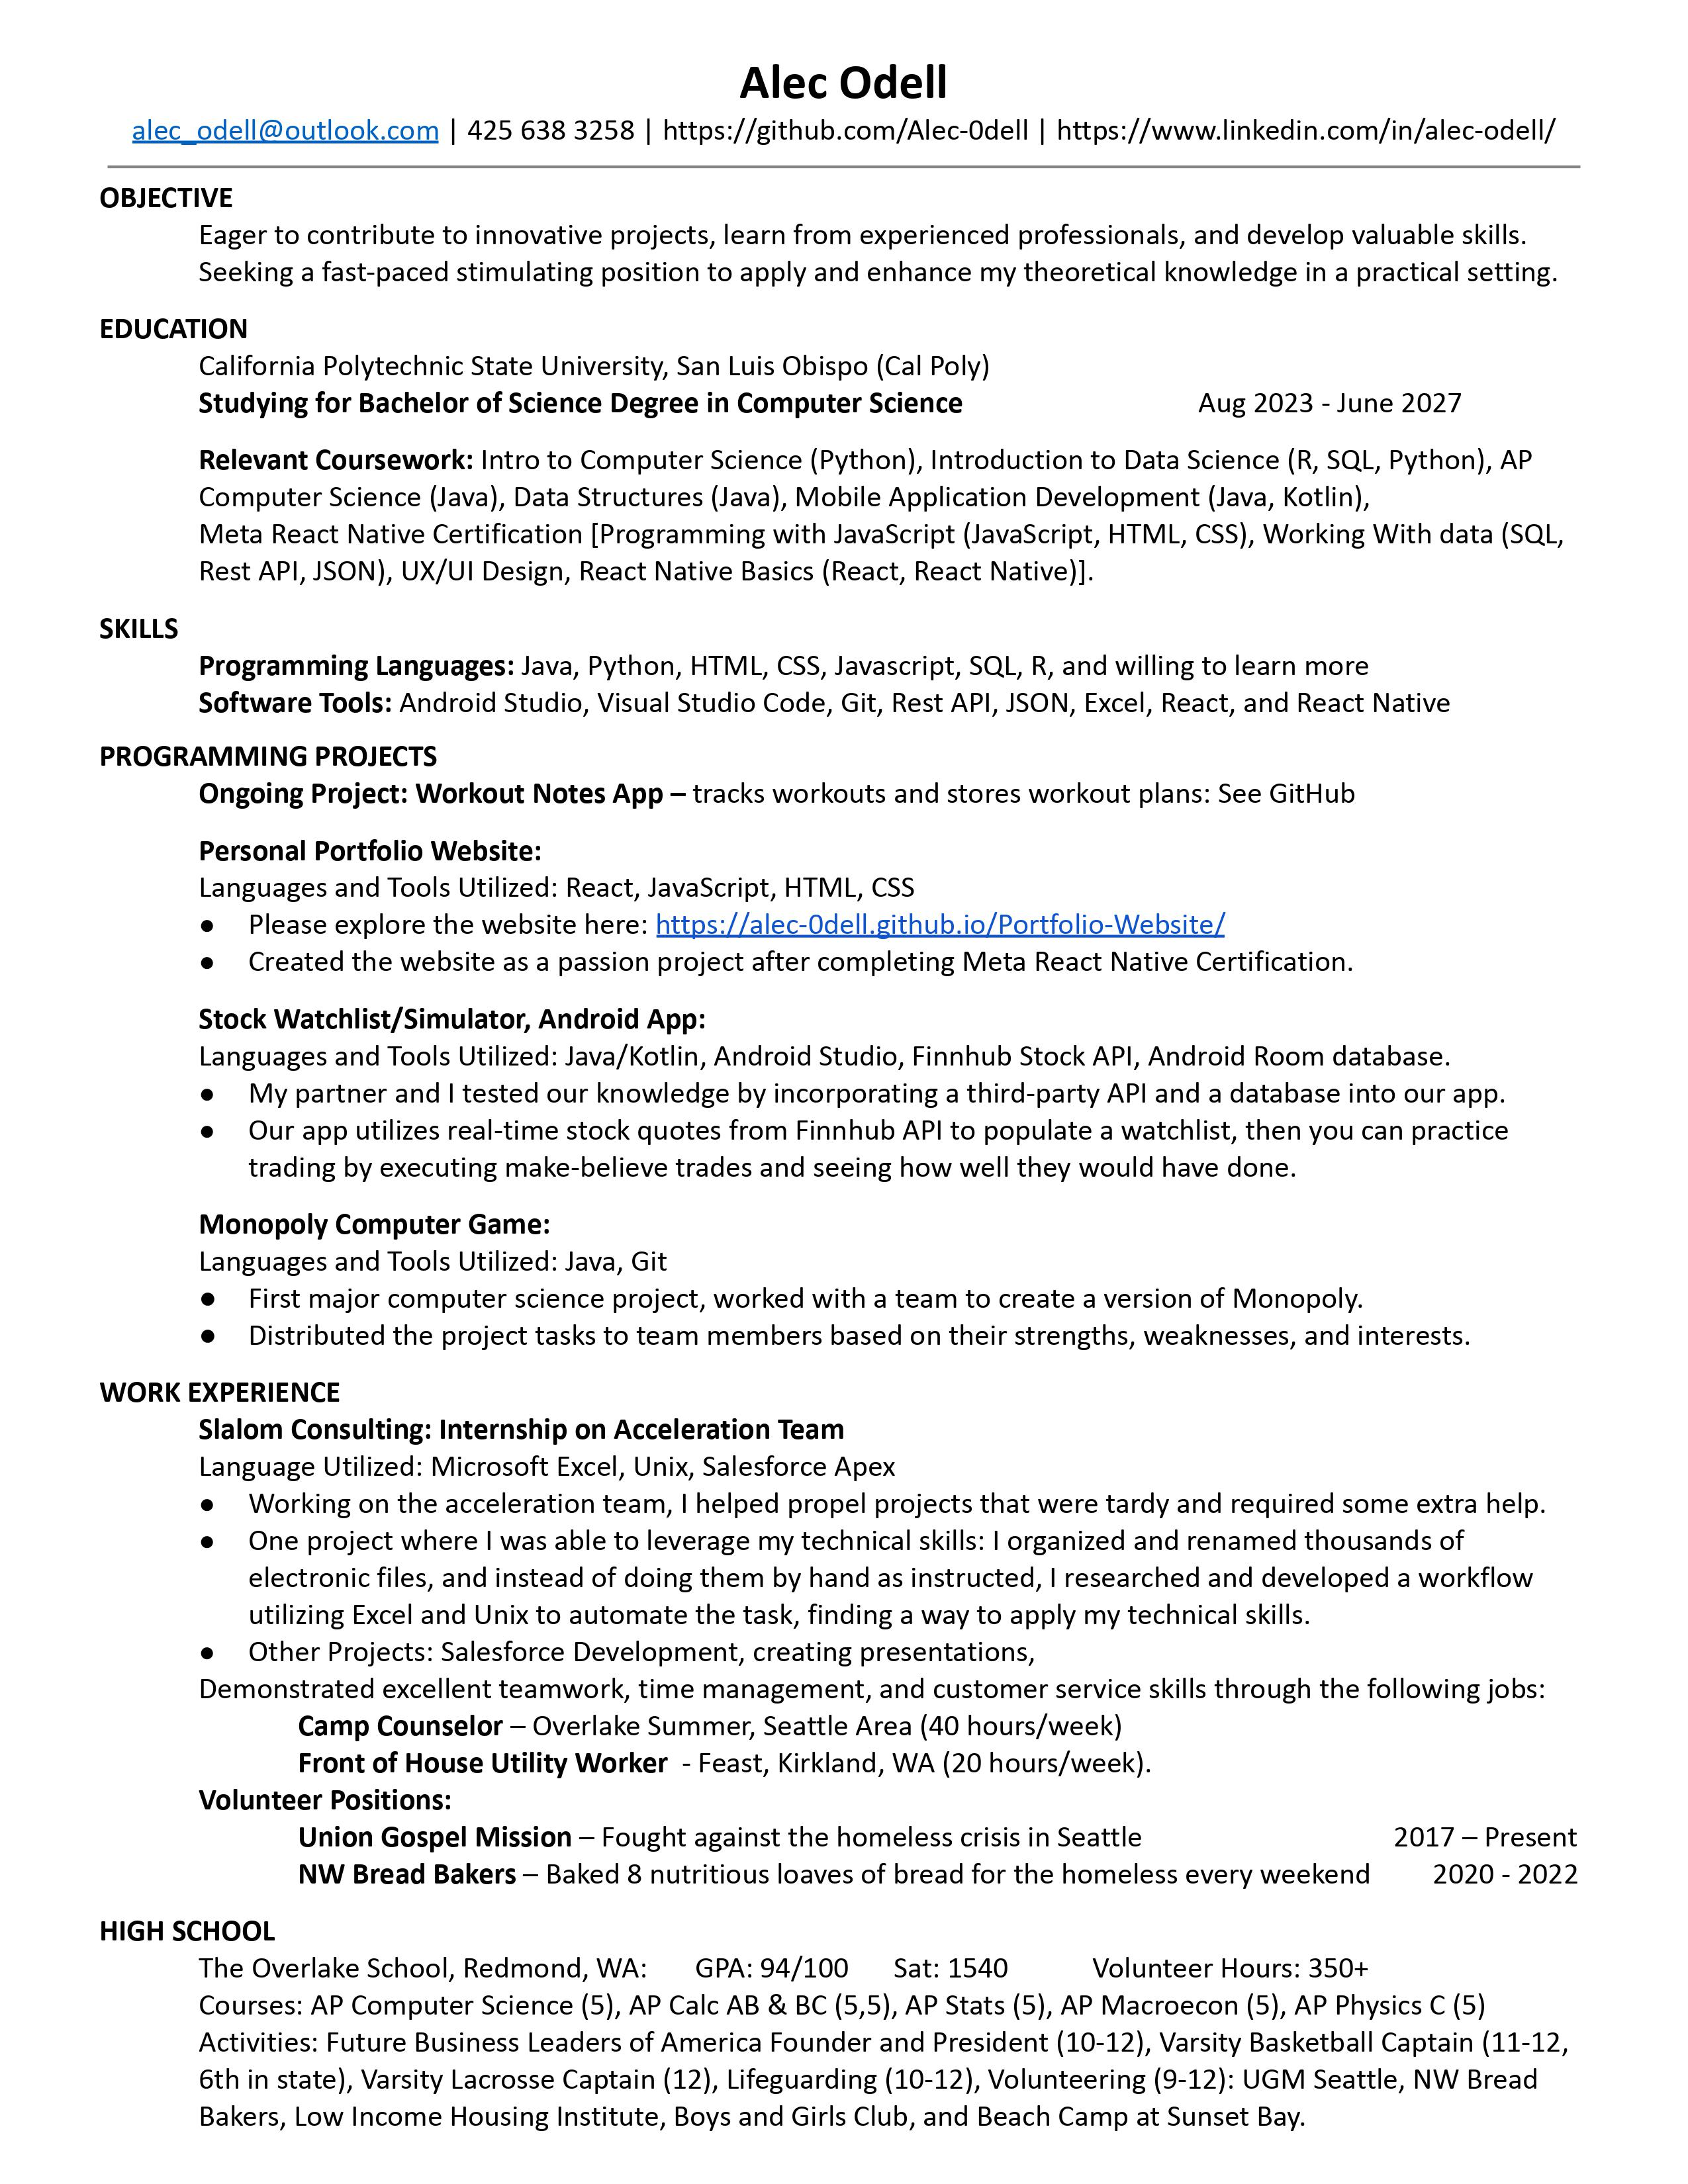 Alec Odell
alec_odell@outlook.com | 425 638 3258 | https://github.com/Alec-0dell | https://www.linkedin.com/in/alec-odell/
OBJECTIVE
Eager to contribute to innovative projects, learn from experienced professionals, and develop valuable skills.
Seeking a fast-paced stimulating position to apply and enhance my theoretical knowledge in a practical setting.
EDUCATION
California Polytechnic State University, San Luis Obispo (Cal Poly)
Studying for Bachelor of Science Degree in Computer Science Aug 2023 - June 2027
Relevant Coursework: Intro to Computer Science (Python), Introduction to Data Science (R, SQL, Python), AP
Computer Science (Java), Data Structures (Java), Mobile Application Development (Java, Kotlin),
Meta React Native Certification [Programming with JavaScript (JavaScript, HTML, CSS), Working With data (SQL,
Rest API, JSON), UX/UI Design, React Native Basics (React, React Native)].
SKILLS
Programming Languages: Java, Python, HTML, CSS, Javascript, SQL, R, and willing to learn more
Software Tools: Android Studio, Visual Studio Code, Git, Rest API, JSON, Excel, React, and React Native
PROGRAMMING PROJECTS
Ongoing Project: Workout Notes App – tracks workouts and stores workout plans: See GitHub
Personal Portfolio Website:
Languages and Tools Utilized: React, JavaScript, HTML, CSS
● Please explore the website here: https://alec-0dell.github.io/Portfolio-Website/
● Created the website as a passion project after completing Meta React Native Certification.
Stock Watchlist/Simulator, Android App:
Languages and Tools Utilized: Java/Kotlin, Android Studio, Finnhub Stock API, Android Room database.
● My partner and I tested our knowledge by incorporating a third-party API and a database into our app.
● Our app utilizes real-time stock quotes from Finnhub API to populate a watchlist, then you can practice
trading by executing make-believe trades and seeing how well they would have done.
Monopoly Computer Game:
Languages and Tools Utilized: Java, Git
● First major computer science project, worked with a team to create a version of Monopoly.
● Distributed the project tasks to team members based on their strengths, weaknesses, and interests.
WORK EXPERIENCE
Slalom Consulting: Internship on Acceleration Team
Language Utilized: Microsoft Excel, Unix, Salesforce Apex
● Working on the acceleration team, I helped propel projects that were tardy and required some extra help.
● One project where I was able to leverage my technical skills: I organized and renamed thousands of
electronic files, and instead of doing them by hand as instructed, I researched and developed a workflow
utilizing Excel and Unix to automate the task, finding a way to apply my technical skills.
● Other Projects: Salesforce Development, creating presentations,
Demonstrated excellent teamwork, time management, and customer service skills through the following jobs:
Camp Counselor – Overlake Summer, Seattle Area (40 hours/week)
Front of House Utility Worker - Feast, Kirkland, WA (20 hours/week).
Volunteer Positions:
Union Gospel Mission – Fought against the homeless crisis in Seattle 2017 – Present
NW Bread Bakers – Baked 8 nutritious loaves of bread for the homeless every weekend 2020 - 2022
HIGH SCHOOL
The Overlake School, Redmond, WA: GPA: 94/100 Sat: 1540 Volunteer Hours: 350+
Courses: AP Computer Science (5), AP Calc AB & BC (5,5), AP Stats (5), AP Macroecon (5), AP Physics C (5)
Activities: Future Business Leaders of America Founder and President (10-12), Varsity Basketball Captain (11-12,
6th in state), Varsity Lacrosse Captain (12), Lifeguarding (10-12), Volunteering (9-12): UGM Seattle, NW Bread
Bakers, Low Income Housing Institute, Boys and Girls Club, and Beach Camp at Sunset Bay.